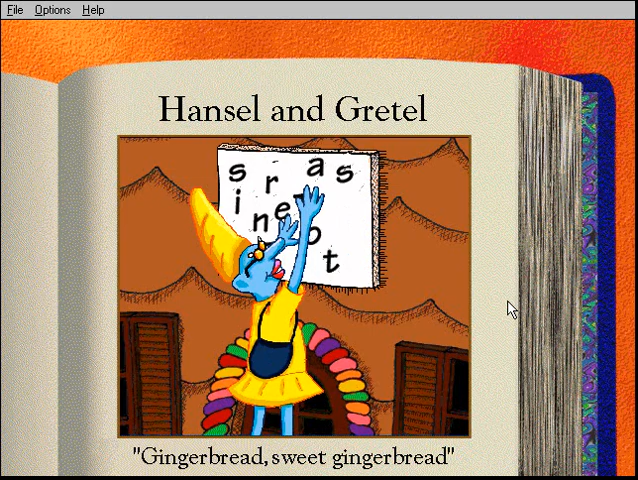 File Options Help
Hansel and Gretel
s r a s
i n e o
t
"Gingerbread, sweet gingerbread"